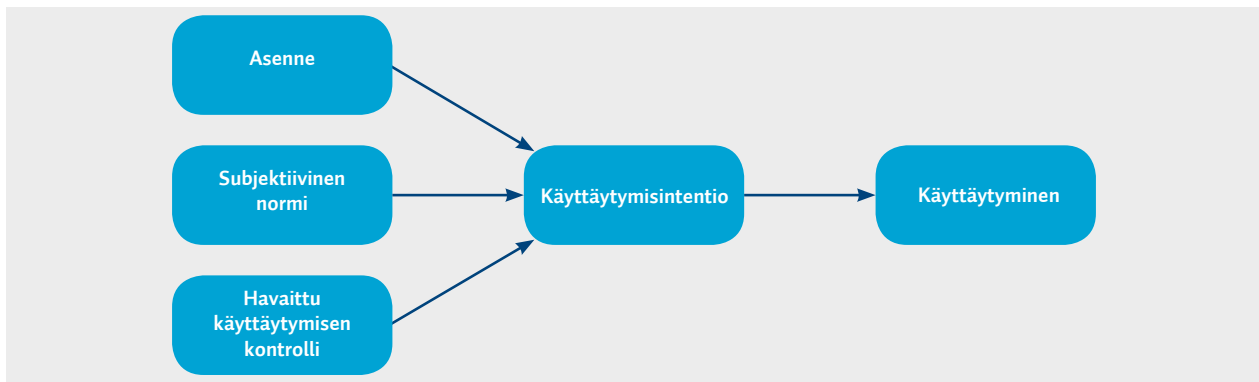 Asenne
Subjektiivinen
normi
Käyttäytymisintentio
Käyttäytyminen
Havaittu
käyttäytymisen
kontrolli